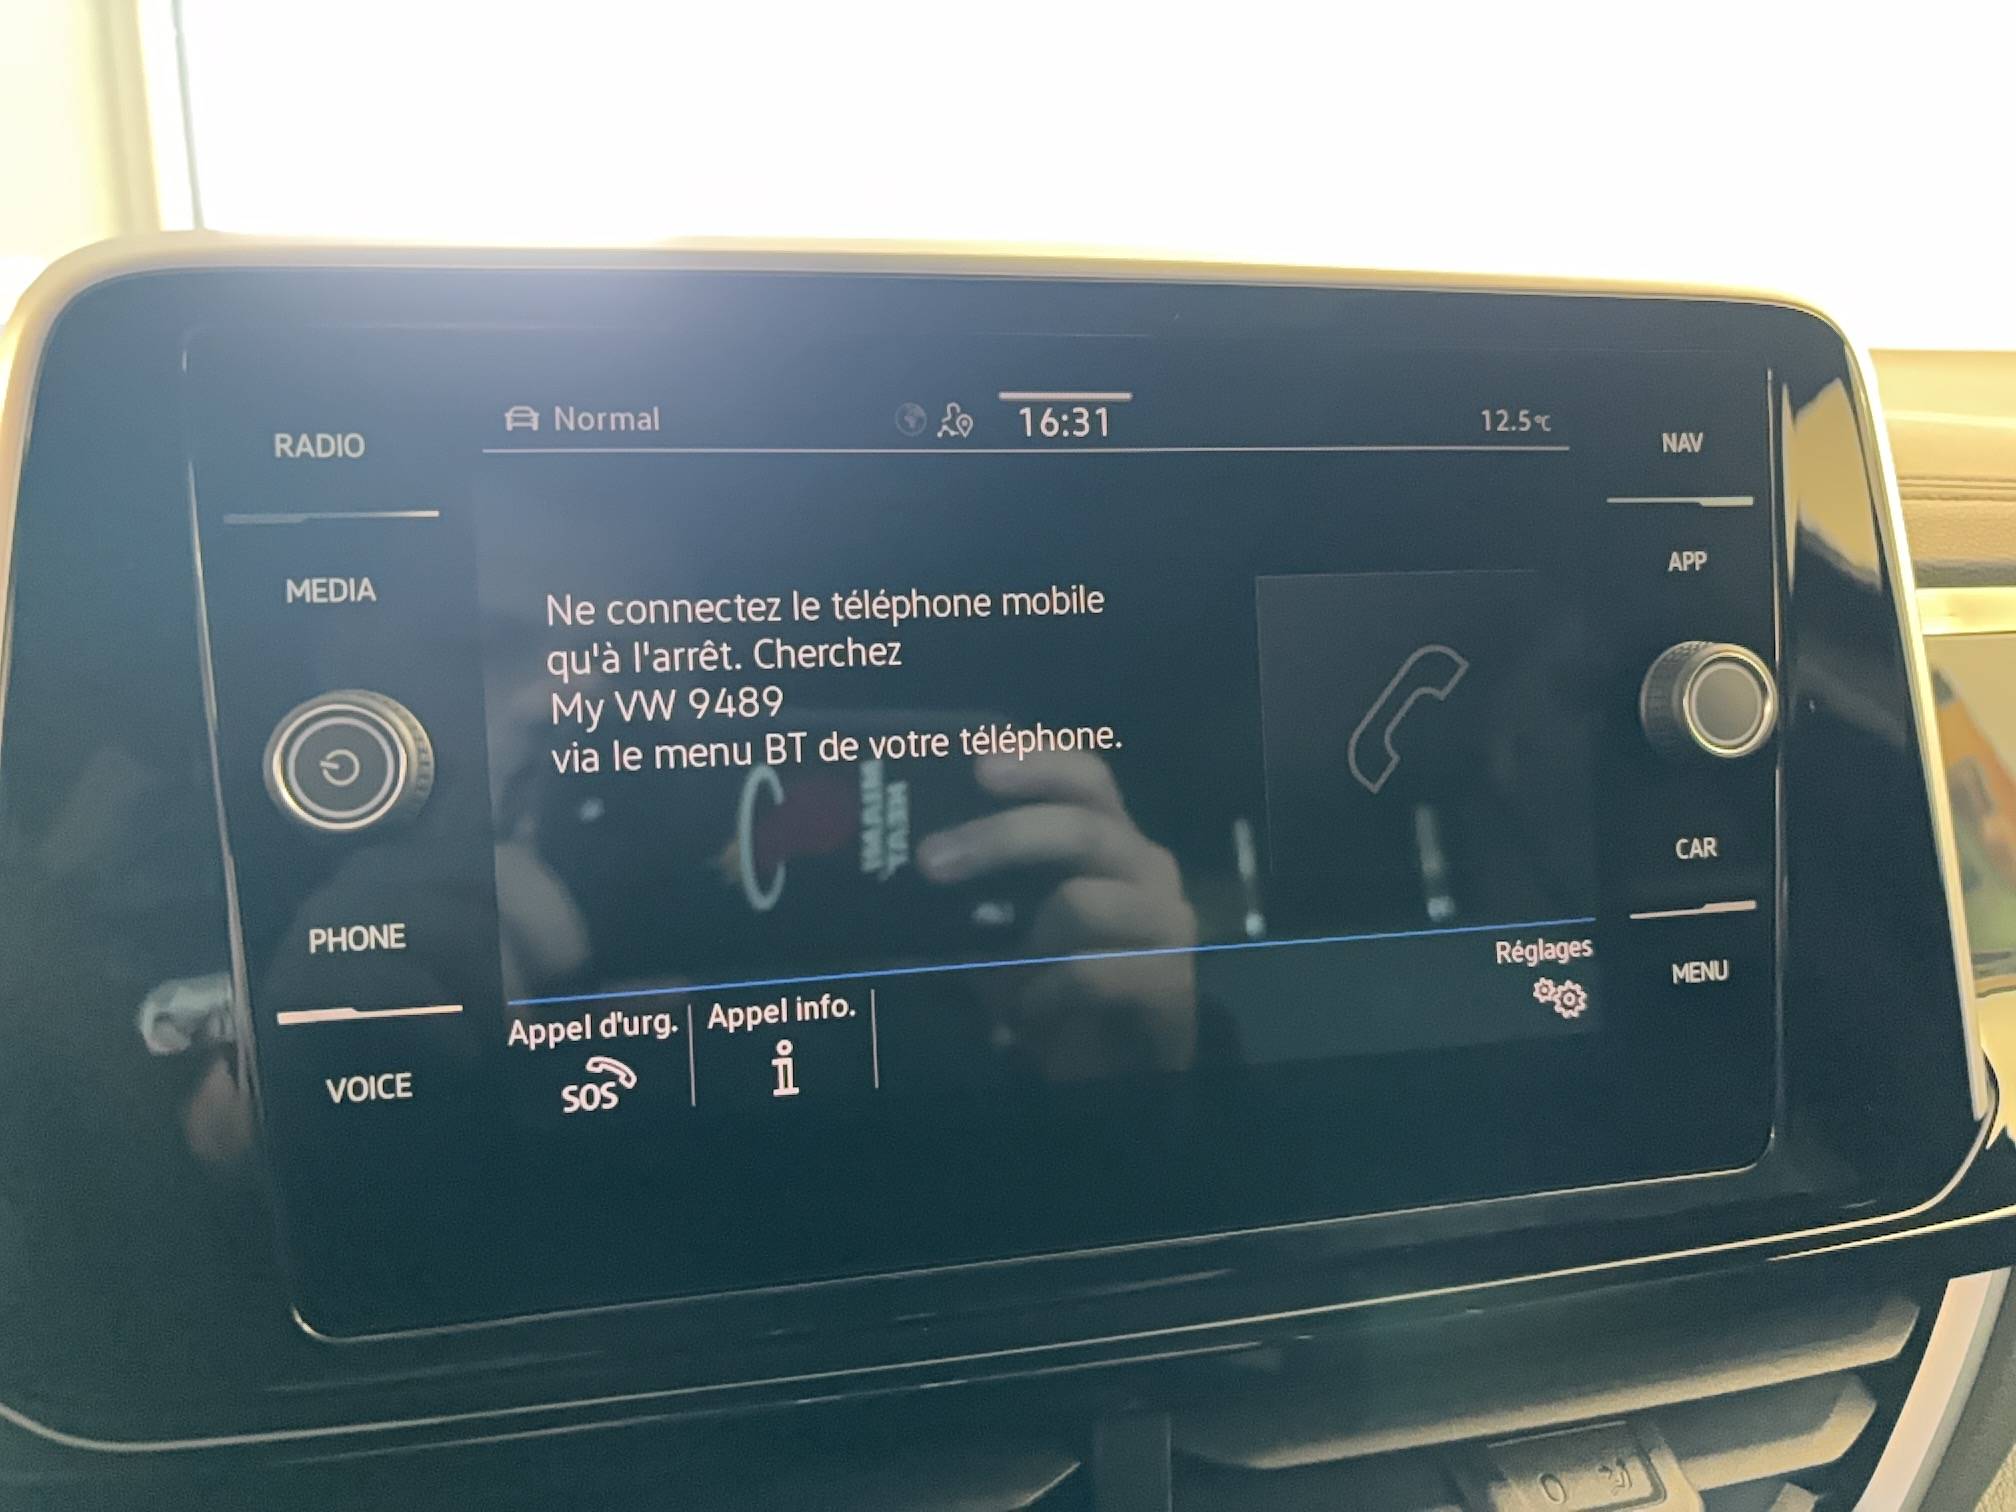 Normal
16:31
12.5°C
RADIO
MEDIA
PHONE
VOICE
Ne connectez le téléphone mobile
qu'à l'arrêt. Cherchez
My VW 9489
via le menu BT de votre téléphone.
Appel d'urg.
SOS
Appel info.
i
Réglages
NAV
APP
CAR
MENU